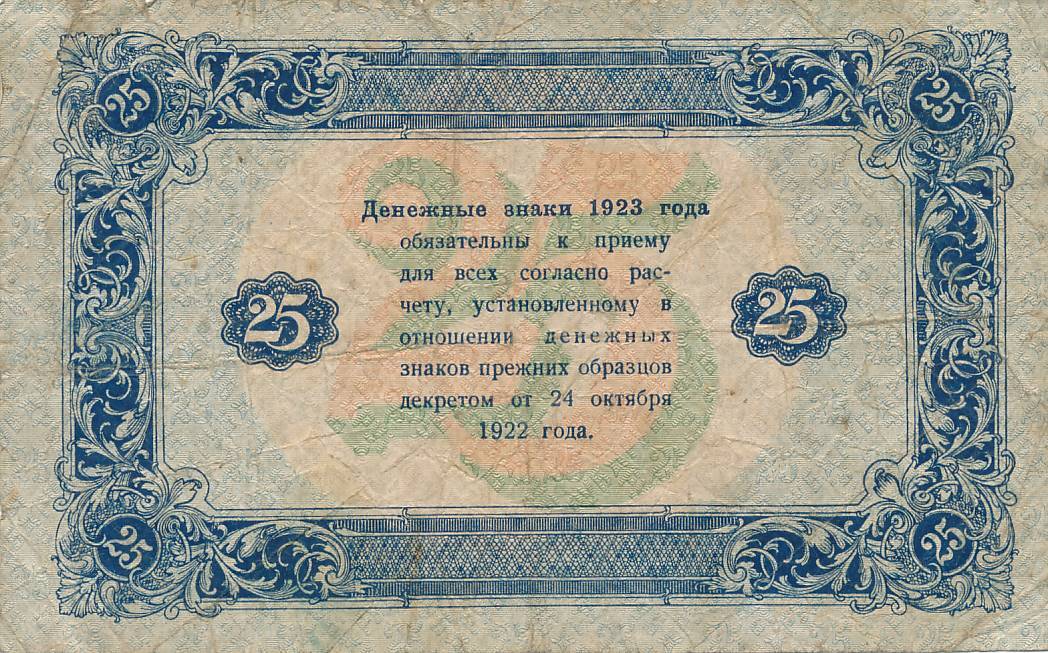 25 25
Денежные знаки 1923 года
обязательны к приему
для всех согласно рас-
чету, установленному в
отношении денежных
знаков прежних образцов
декретом от 24 октября
1922 года.
25 25
25
25 25